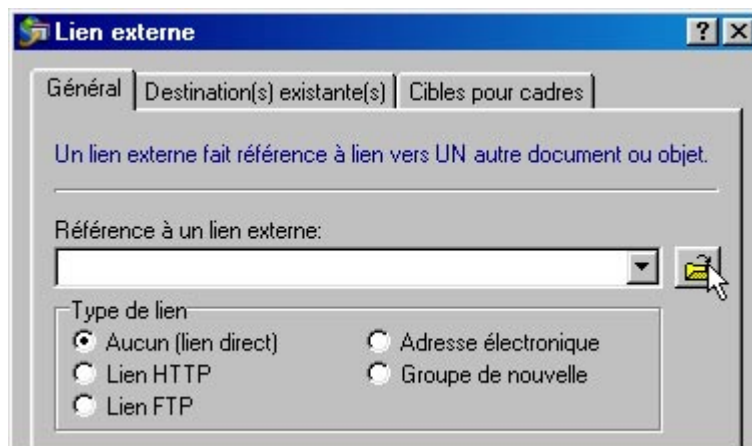 Lien externe
Général Destination(s) existante(s) Cibles pour cadres
Un lien externe fait référence à lien vers UN autre document ou objet.
Référence à un lien externe:
Type de lien
Aucun (lien direct) Adresse électronique
Lien HTTP Groupe de nouvelle
Lien FTP